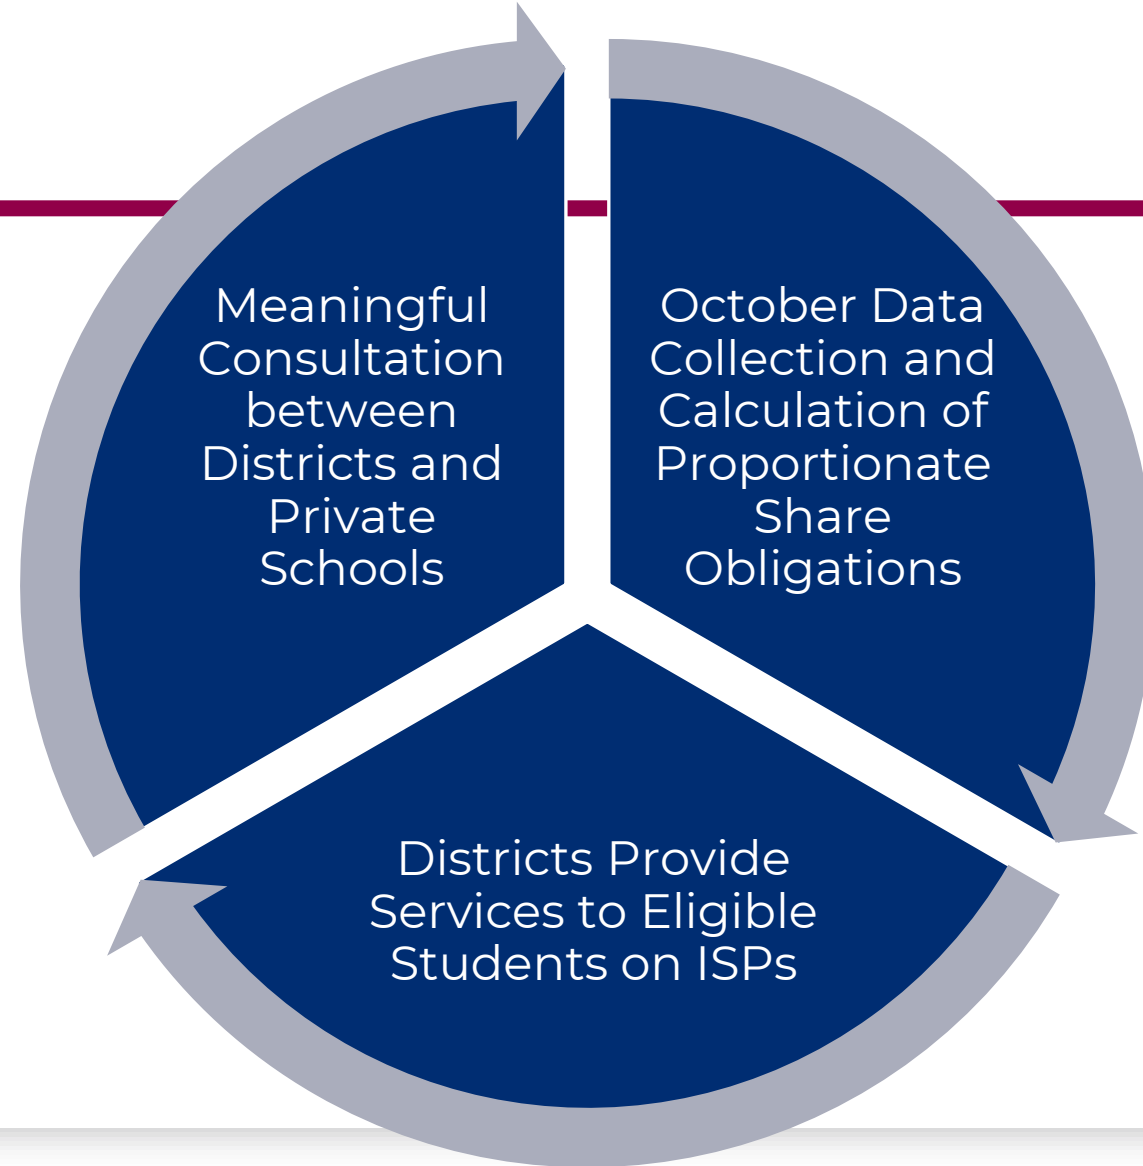 Meaningful
Consultation
between
Districts and
Private
Schools
October Data
Collection and
Calculation of
Proportionate
Share
Obligations
Districts Provide
Services to Eligible
Students on ISPs